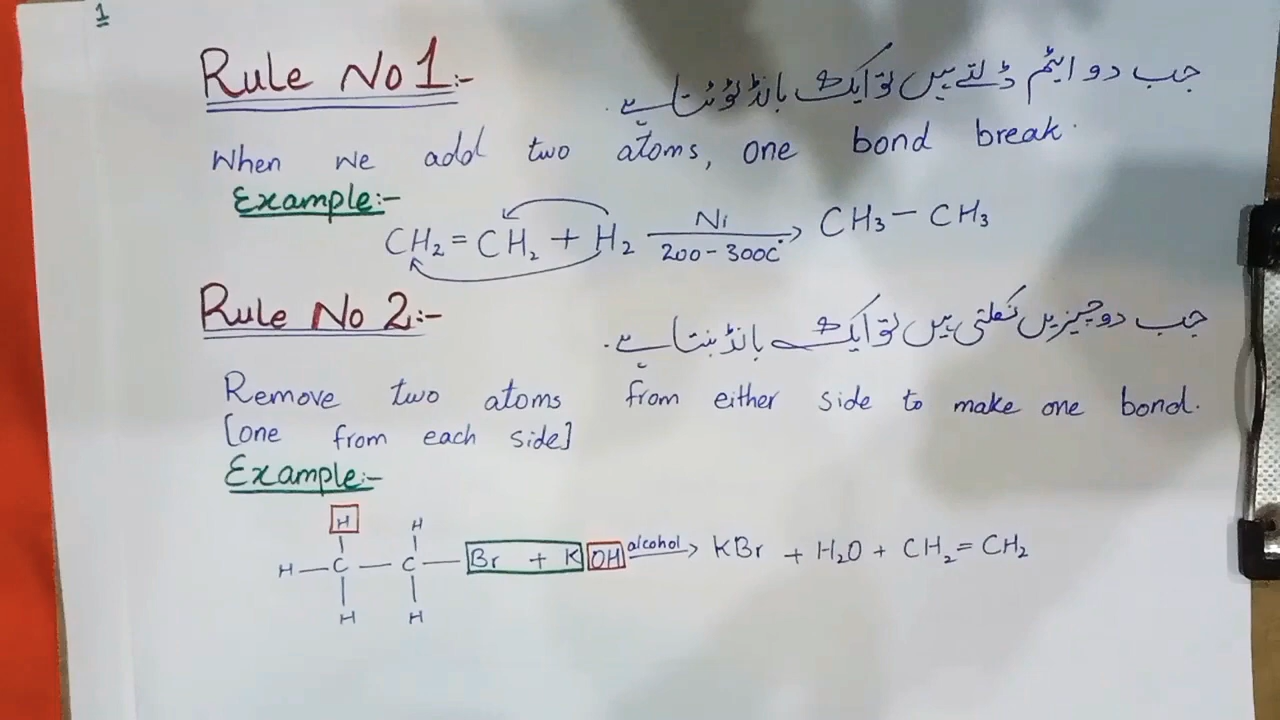 1
Rule No 1:-
جب دو ایٹم ڈلتے ہیں تو ایک بانڈ ٹوٹتا ہے.
When we add two atoms, one bond break.
Example:-
CH₂ = CH₂ + H₂ Ni 200-300C° → CH₃ — CH₃
Rule No 2:-
جب دو چیزیں نکلتی ہیں تو ایک بانڈ بنتا ہے.
Remove two atoms from either side to make one bond.
[one from each side]
Example:-
H H
H — C — C — Br + K OH alcohol → KBr + H₂O + CH₂ = CH₂
H H